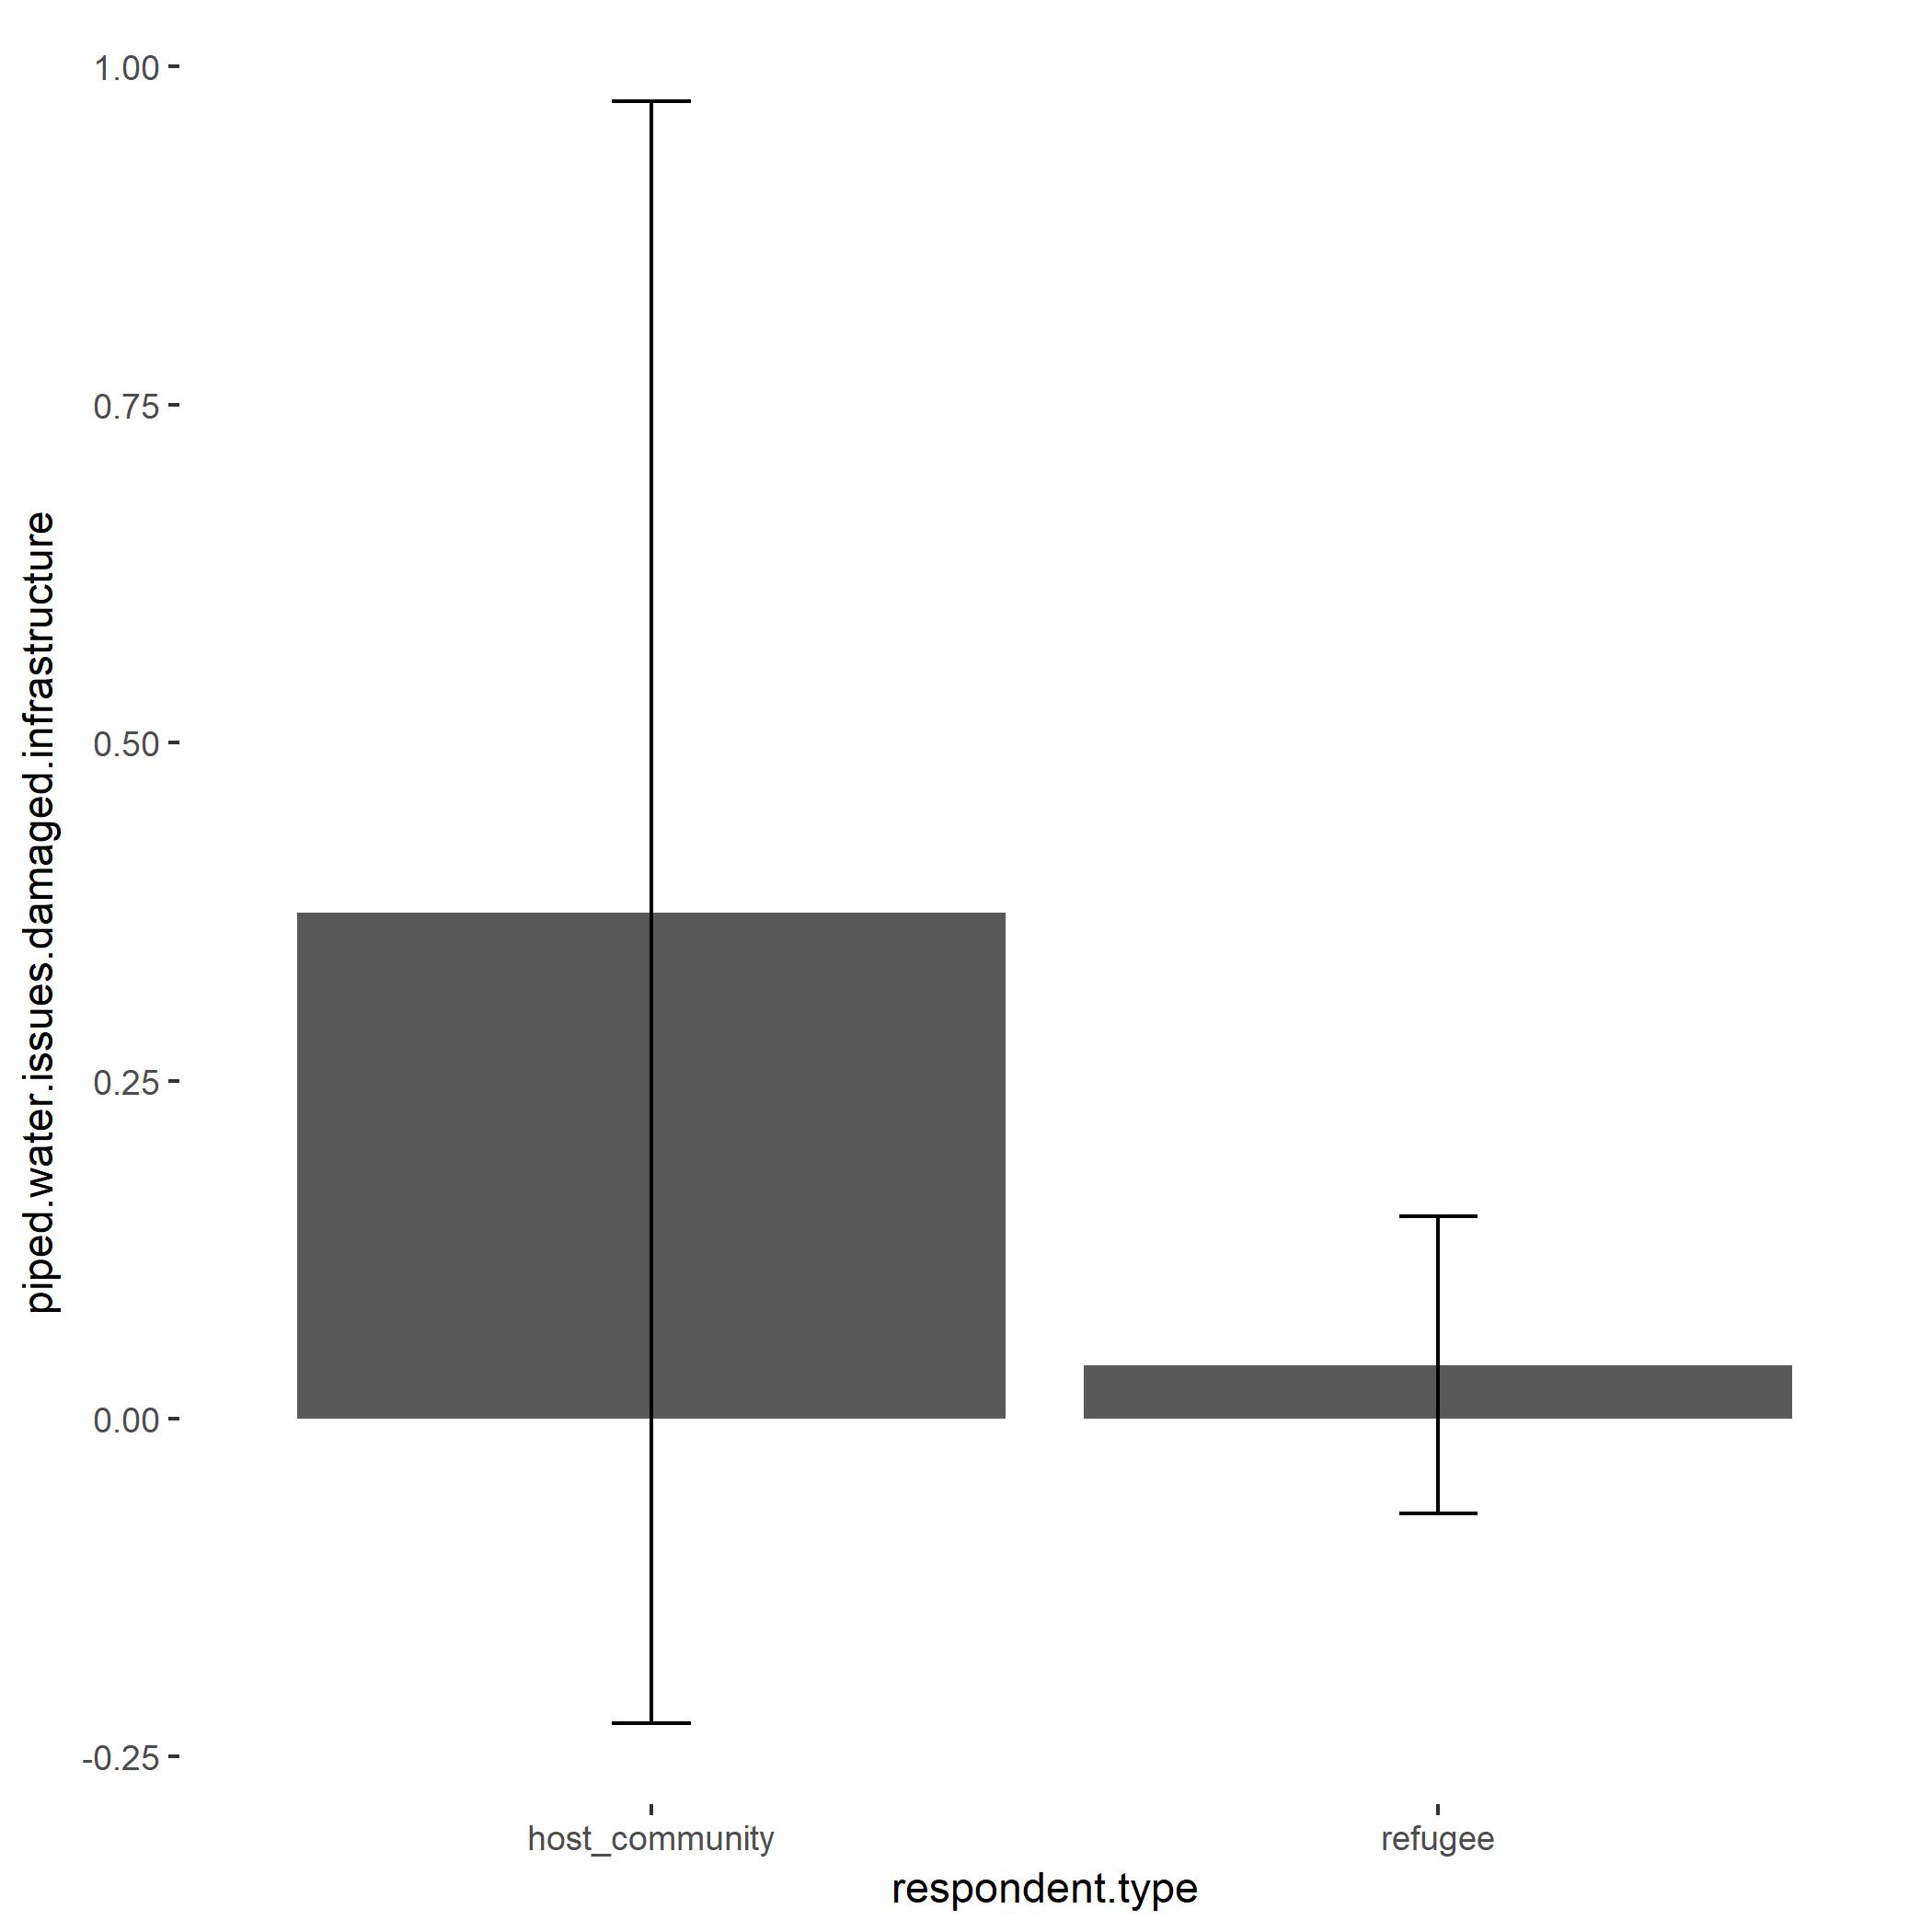 piped.water.issues.damaged.infrastructure
1.00
0.75
0.50
0.25
0.00
-0.25
host_community
refugee
respondent.type